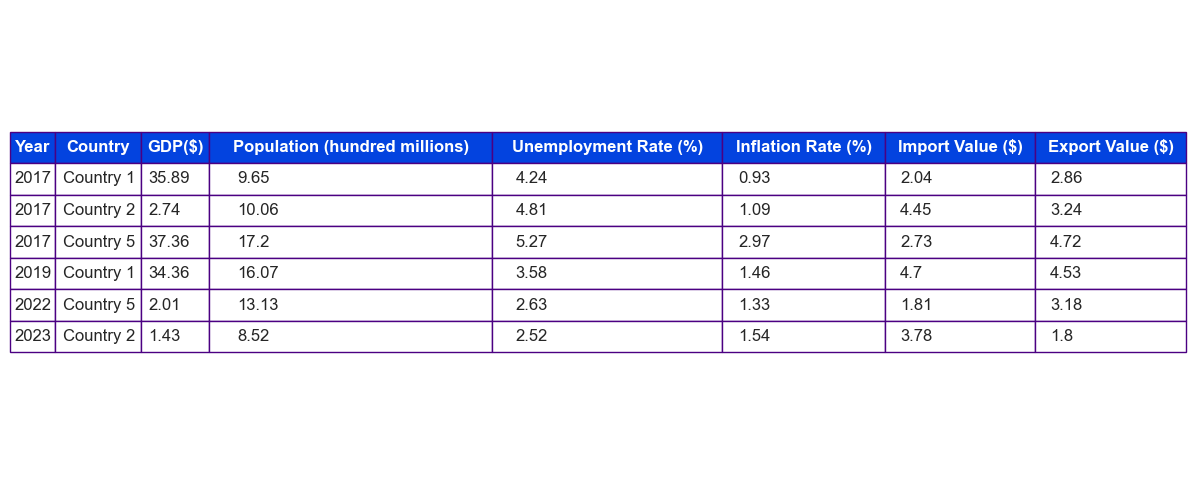 Year Country GDP($) Population (hundred millions) Unemployment Rate (%) Inflation Rate (%) Import Value ($) Export Value ($)
2017 Country 1 35.89 9.65 4.24 0.93 2.04 2.86
2017 Country 2 2.74 10.06 4.81 1.09 4.45 3.24
2017 Country 5 37.36 17.2 5.27 2.97 2.73 4.72
2019 Country 1 34.36 16.07 3.58 1.46 4.7 4.53
2022 Country 5 2.01 13.13 2.63 1.33 1.81 3.18
2023 Country 2 1.43 8.52 2.52 1.54 3.78 1.8